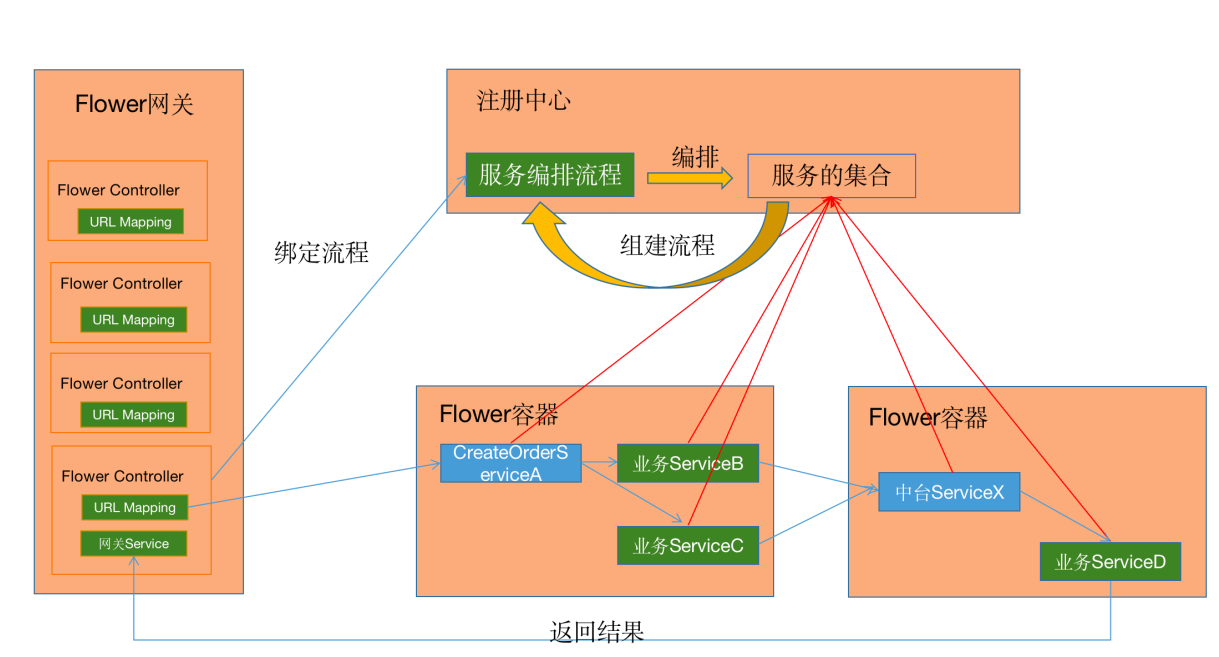 Flower网关
Flower Controller
URL Mapping
Flower Controller
URL Mapping
Flower Controller
URL Mapping
Flower Controller
URL Mapping
网关Service
绑定流程
注册中心
服务编排流程
编排
服务的集合
组建流程
Flower容器
CreateOrderS
erviceA
业务ServiceB
业务ServiceC
Flower容器
中台ServiceX
业务ServiceD
返回结果